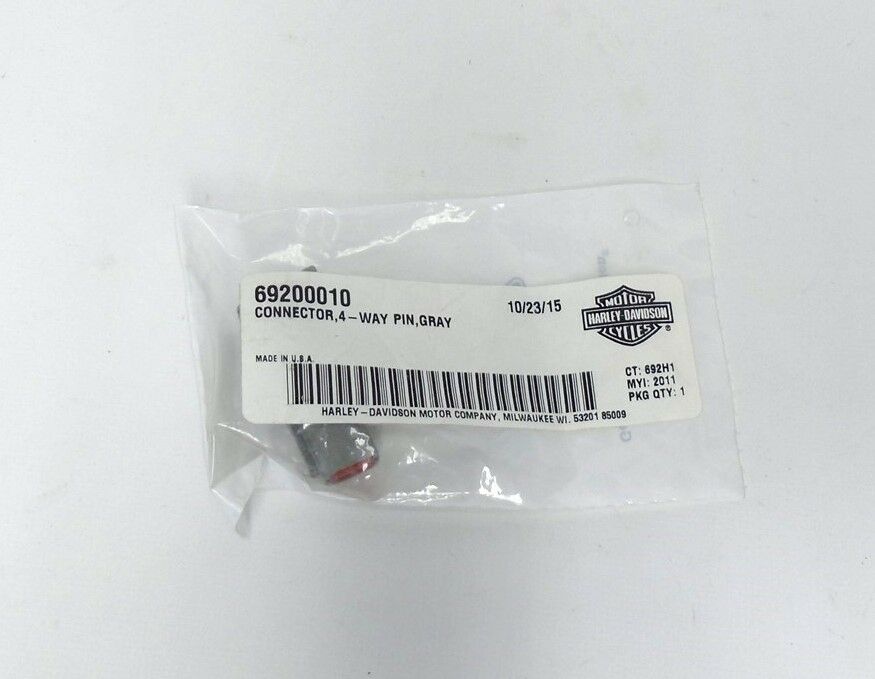 69200010
CONNECTOR,4-WAY PIN,GRAY
10/23/15
MOTOR
HARLEY-DAVIDSON
CYCLES
®
MADE IN U.S.A.
CT: 692H1
MYI: 2011
PKG QTY: 1
HARLEY-DAVIDSON MOTOR COMPANY, MILWAUKEE WI. 53201 85009